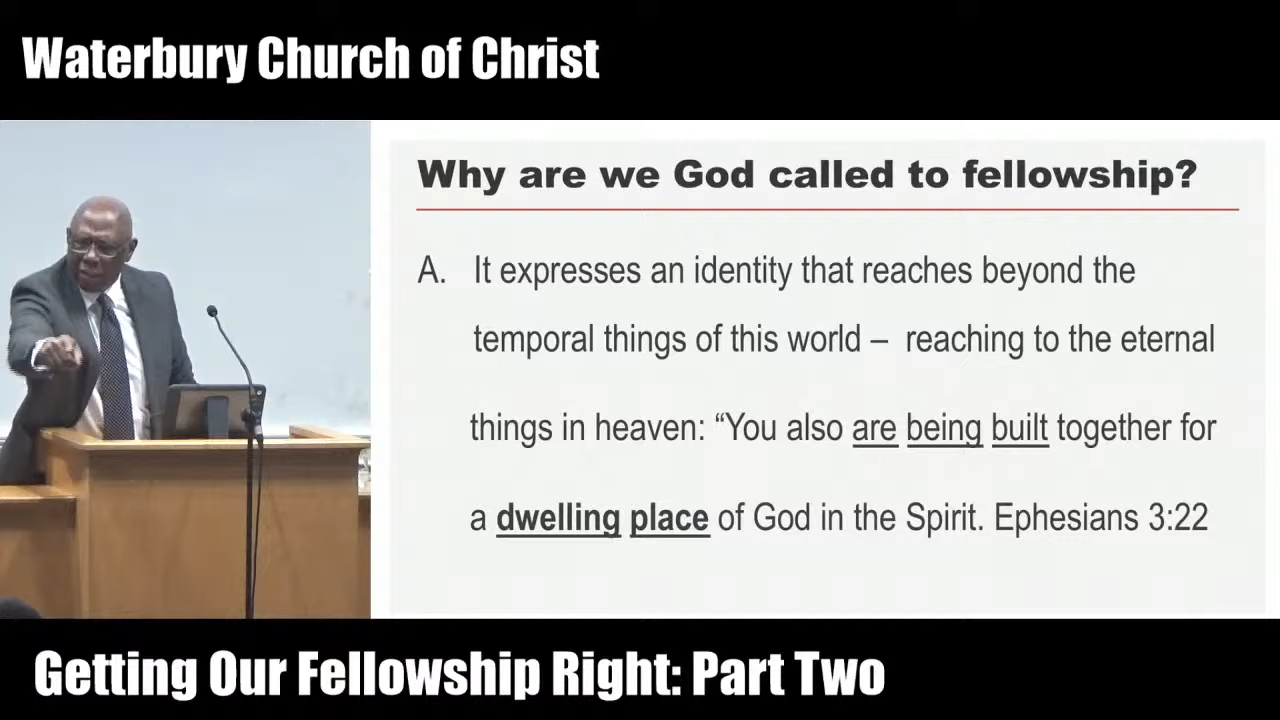 Waterbury Church of Christ
Why are we God called to fellowship?
A. It expresses an identity that reaches beyond the
temporal things of this world – reaching to the eternal
things in heaven: “You also are being built together for
a dwelling place of God in the Spirit. Ephesians 3:22
Getting Our Fellowship Right: Part Two